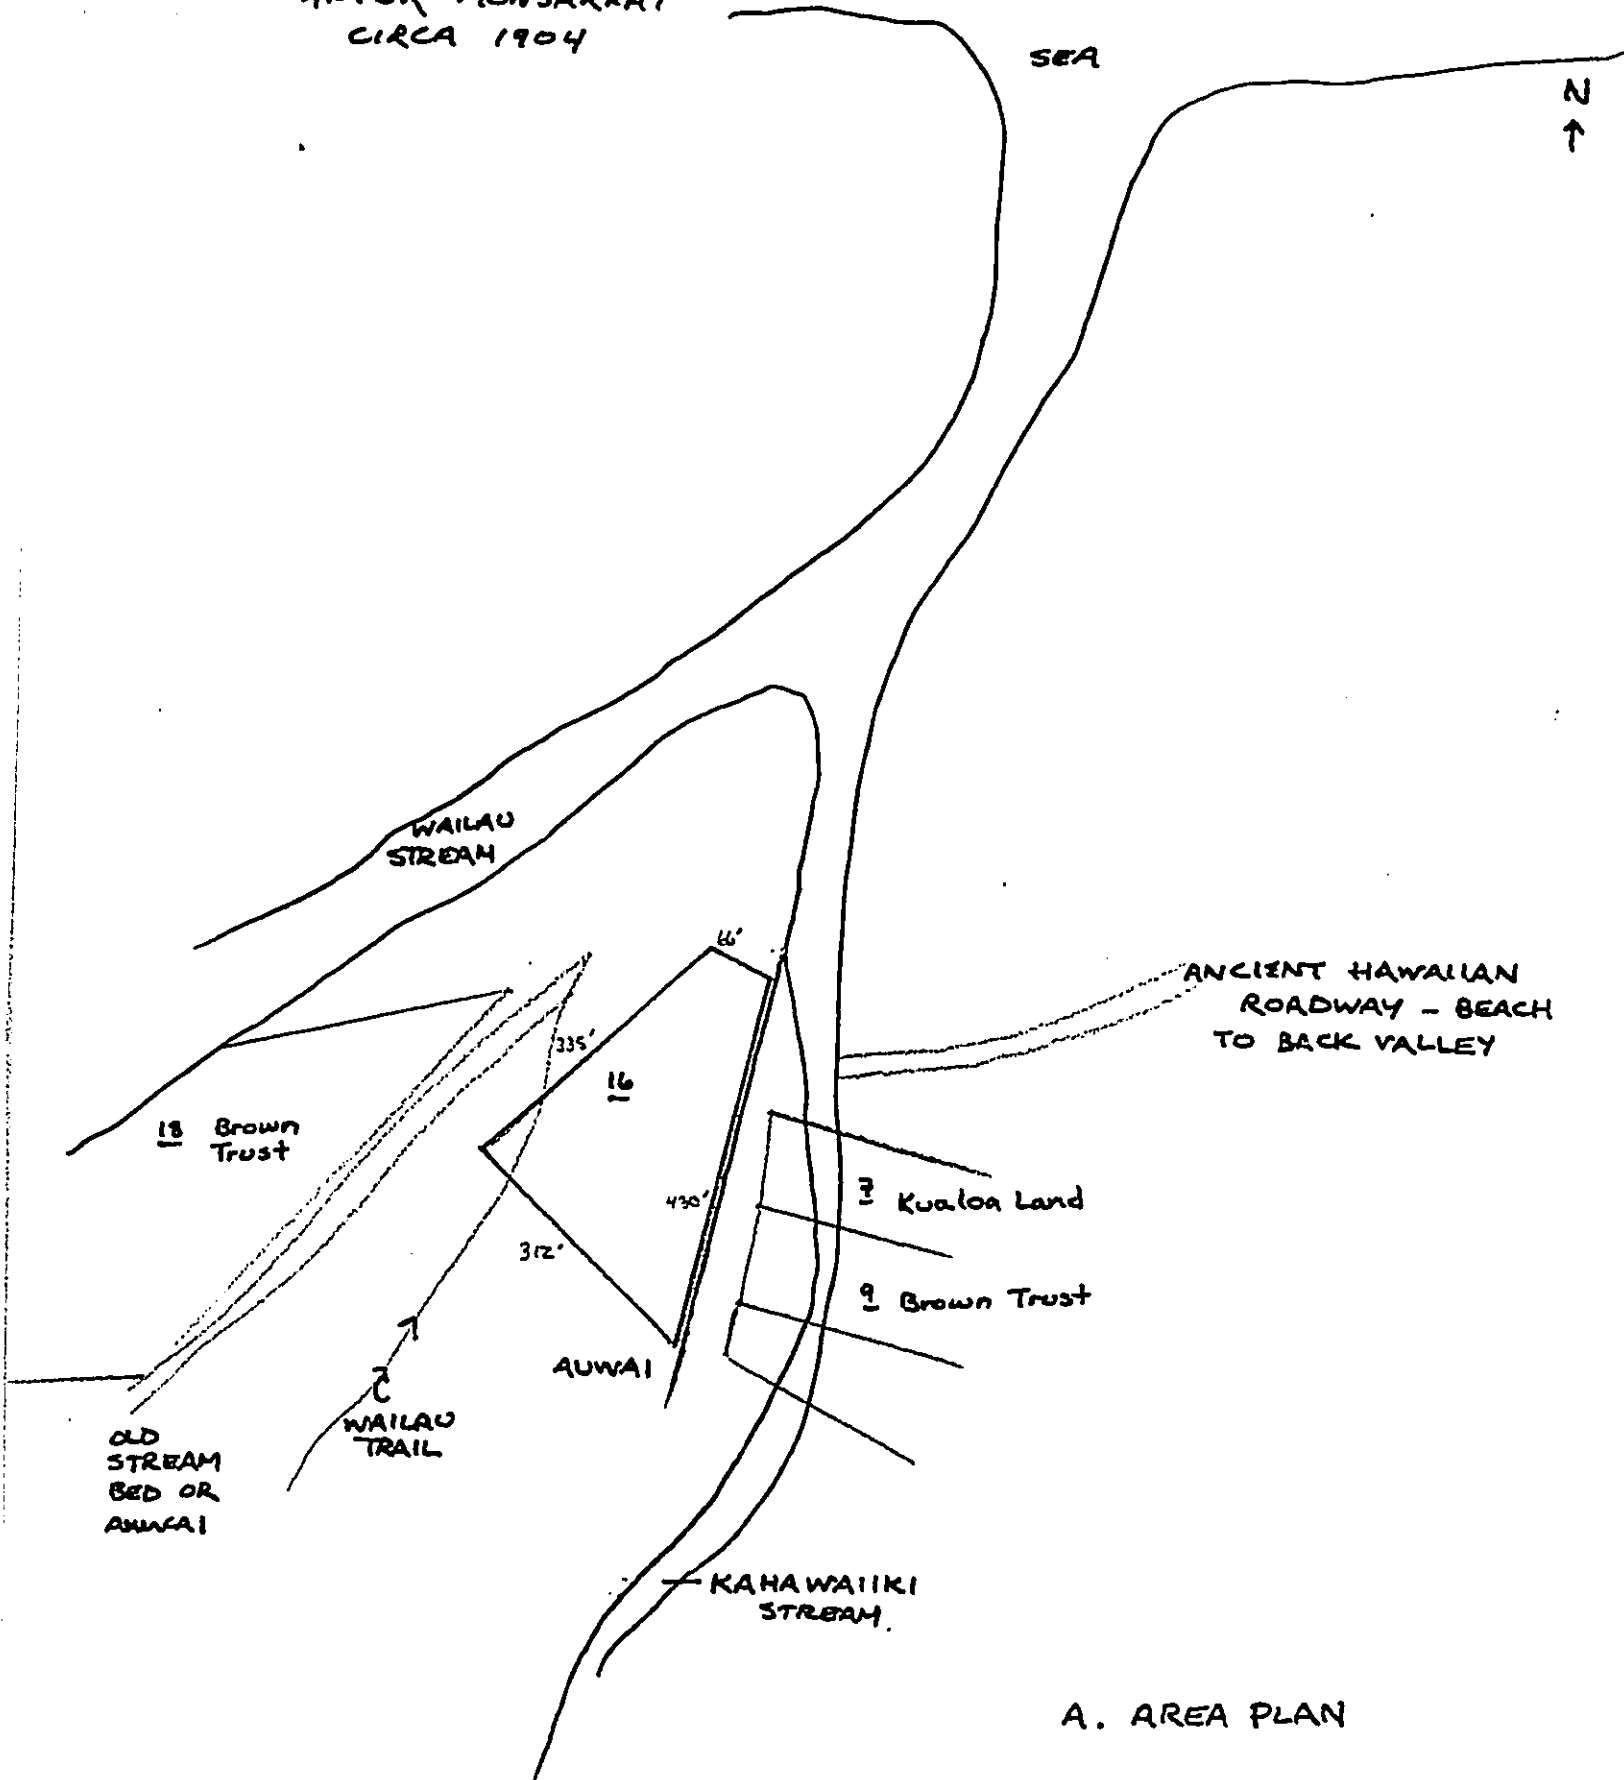 CIRCA 1904
SEA
N
WAILAU
STREAM
66'
ANCIENT HAWAIIAN
ROADWAY - BEACH
TO BACK VALLEY
335'
16
18 Brown
Trust
7 Kualoa Land
430'
312'
9 Brown Trust
AUWAI
WAILAU
TRAIL
OLD
STREAM
BED OR
AUWAI
KAHAWAIIKI
STREAM.
A. AREA PLAN